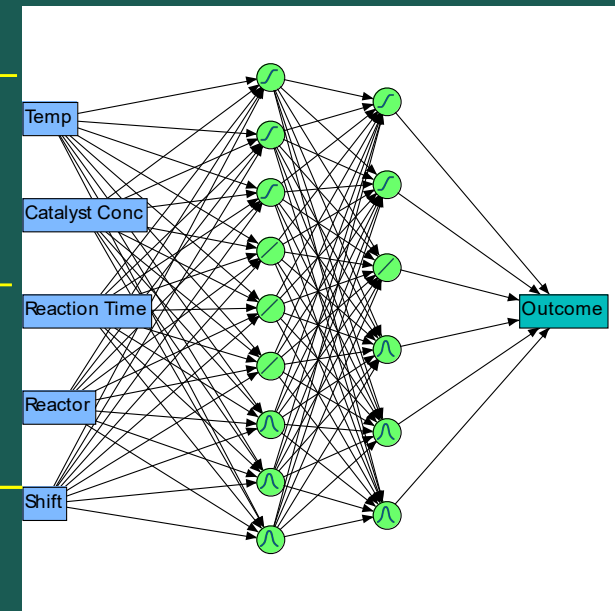 Temp
Catalyst Conc
Reaction Time
Reactor
Shift
Outcome